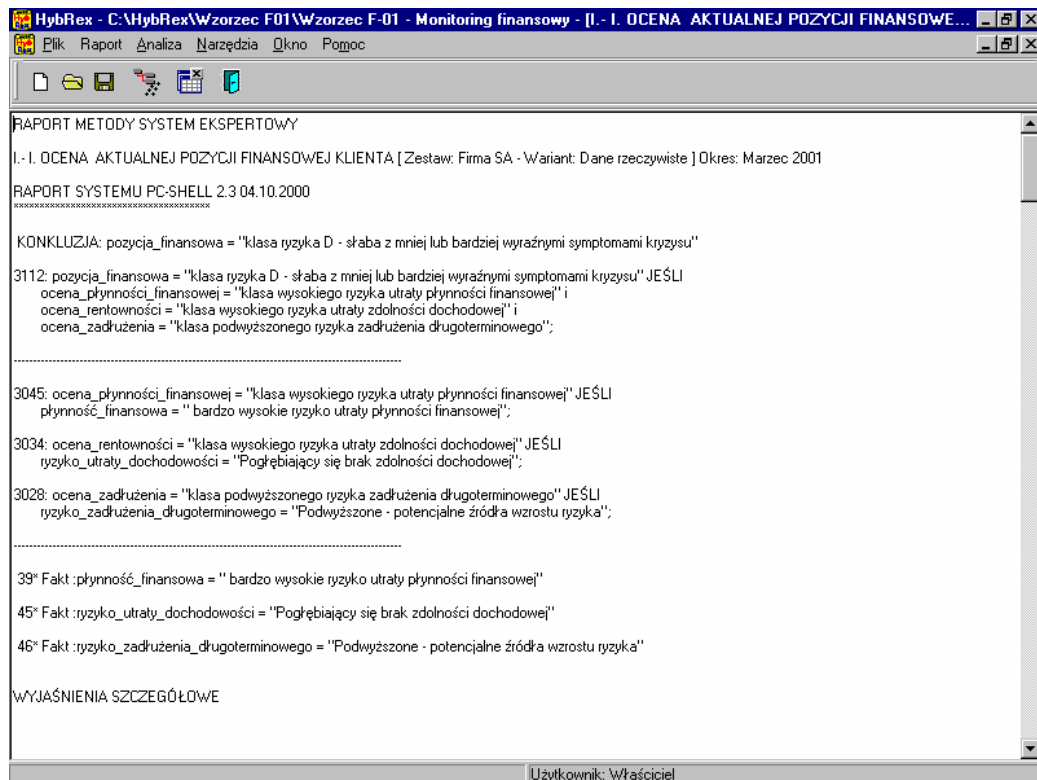 HybRex - C:\HybRex\Wzorzec F01\Wzorzec F-01 - Monitoring finansowy - [I.- I. OCENA  AKTUALNEJ POZYCJI FINANSOWE...
Plik Raport Analiza Narzędzia Okno Pomoc
RAPORT METODY SYSTEM EKSPERTOWY
I.- I. OCENA  AKTUALNEJ POZYCJI FINANSOWEJ KLIENTA [ Zestaw: Firma SA - Wariant: Dane rzeczywiste ] Okres: Marzec 2001
RAPORT SYSTEMU PC-SHELL 2.3 04.10.2000
***************************************
KONKLUZJA: pozycja_finansowa = "klasa ryzyka D - słaba z mniej lub bardziej wyraźnymi symptomami kryzysu"
3112: pozycja_finansowa = "klasa ryzyka D - słaba z mniej lub bardziej wyraźnymi symptomami kryzysu" JEŚLI
ocena_płynności_finansowej = "klasa wysokiego ryzyka utraty płynności finansowej" i
ocena_rentowności = "klasa wysokiego ryzyka utraty zdolności dochodowej" i
ocena_zadłużenia = "klasa podwyższonego ryzyka zadłużenia długoterminowego";
----------------------------------------------------------------------------------------------------
3045: ocena_płynności_finansowej = "klasa wysokiego ryzyka utraty płynności finansowej" JEŚLI
płynność_finansowa = " bardzo wysokie ryzyko utraty płynności finansowej";
3034: ocena_rentowności = "klasa wysokiego ryzyka utraty zdolności dochodowej" JEŚLI
ryzyko_utraty_dochodowości = "Pogłębiający się brak zdolności dochodowej";
3028: ocena_zadłużenia = "klasa podwyższonego ryzyka zadłużenia długoterminowego" JEŚLI
ryzyko_zadłużenia_długoterminowego = "Podwyższone - potencjalne źródła wzrostu ryzyka";
----------------------------------------------------------------------------------------------------
39* Fakt :płynność_finansowa = " bardzo wysokie ryzyko utraty płynności finansowej"
45* Fakt :ryzyko_utraty_dochodowości = "Pogłębiający się brak zdolności dochodowej"
46* Fakt :ryzyko_zadłużenia_długoterminowego = "Podwyższone - potencjalne źródła wzrostu ryzyka"
WYJAŚNIENIA SZCZEGÓŁOWE
Użytkownik: Właściciel